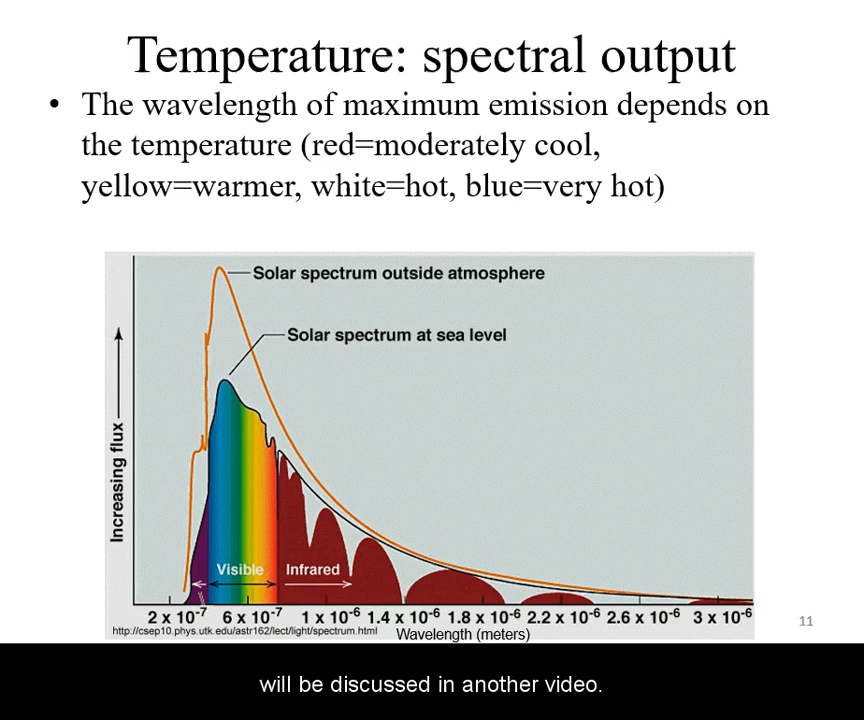 Temperature: spectral output
• The wavelength of maximum emission depends on
the temperature (red=moderately cool,
yellow=warmer, white=hot, blue=very hot)
Solar spectrum outside atmosphere
Solar spectrum at sea level
Increasing flux
Visible
Infrared
2 x 10⁻⁷ 6 x 10⁻⁷ 1 x 10⁻⁶ 1.4 x 10⁻⁶ 1.8 x 10⁻⁶ 2.2 x 10⁻⁶ 2.6 x 10⁻⁶ 3 x 10⁻⁶
http://csep10.phys.utk.edu/astr162/lect/light/spectrum.html
Wavelength (meters)
11
will be discussed in another video.